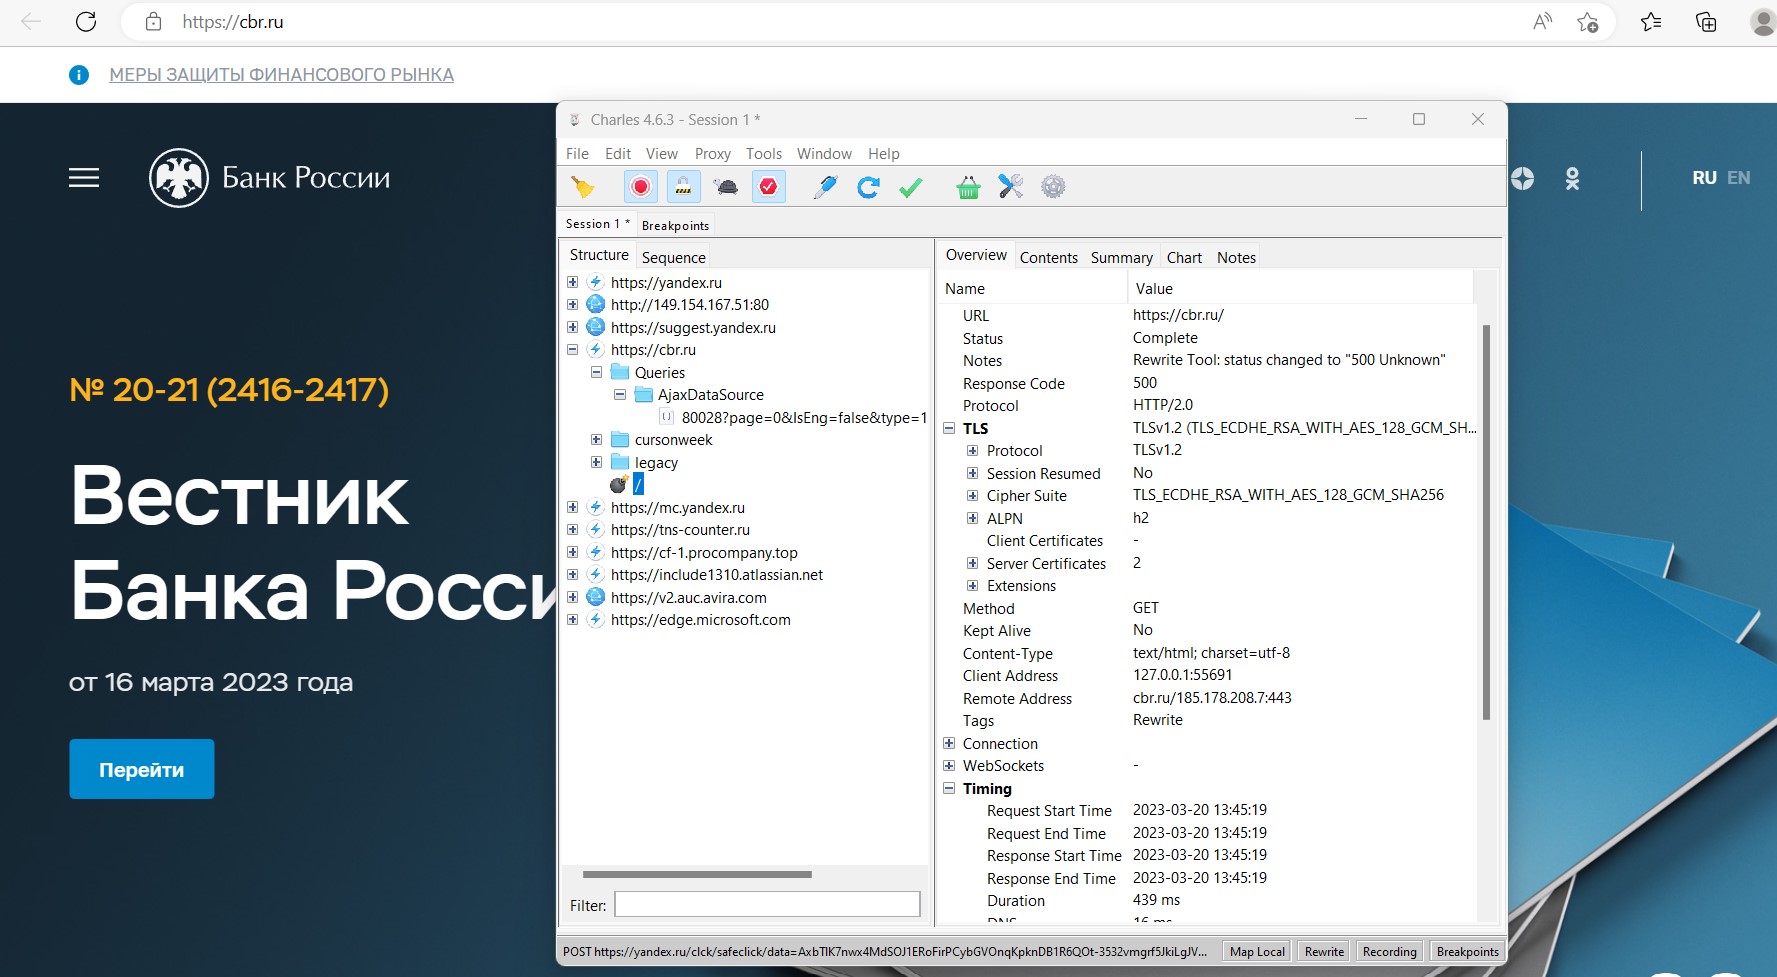 https://cbr.ru
МЕРЫ ЗАЩИТЫ ФИНАНСОВОГО РЫНКА
Банк России
RU EN
№ 20-21 (2416-2417)
Вестник
Банка Росси
от 16 марта 2023 года
Перейти
Charles 4.6.3 - Session 1 *
File Edit View Proxy Tools Window Help
Session 1 * Breakpoints
Structure Sequence
https://yandex.ru
http://149.154.167.51:80
https://suggest.yandex.ru
https://cbr.ru
Queries
AjaxDataSource
80028?page=0&IsEng=false&type=1
cursonweek
legacy
/
https://mc.yandex.ru
https://tns-counter.ru
https://cf-1.procompany.top
https://include1310.atlassian.net
https://v2.auc.avira.com
https://edge.microsoft.com
Filter:
Overview Contents Summary Chart Notes
Name Value
URL https://cbr.ru/
Status Complete
Notes Rewrite Tool: status changed to "500 Unknown"
Response Code 500
Protocol HTTP/2.0
TLS TLSv1.2 (TLS_ECDHE_RSA_WITH_AES_128_GCM_SH...
Protocol TLSv1.2
Session Resumed No
Cipher Suite TLS_ECDHE_RSA_WITH_AES_128_GCM_SHA256
ALPN h2
Client Certificates -
Server Certificates 2
Extensions
Method GET
Kept Alive No
Content-Type text/html; charset=utf-8
Client Address 127.0.0.1:55691
Remote Address cbr.ru/185.178.208.7:443
Tags Rewrite
Connection
WebSockets -
Timing
Request Start Time 2023-03-20 13:45:19
Request End Time 2023-03-20 13:45:19
Response Start Time 2023-03-20 13:45:19
Response End Time 2023-03-20 13:45:19
Duration 439 ms
DNS 16 ms
Map Local Rewrite Recording Breakpoints